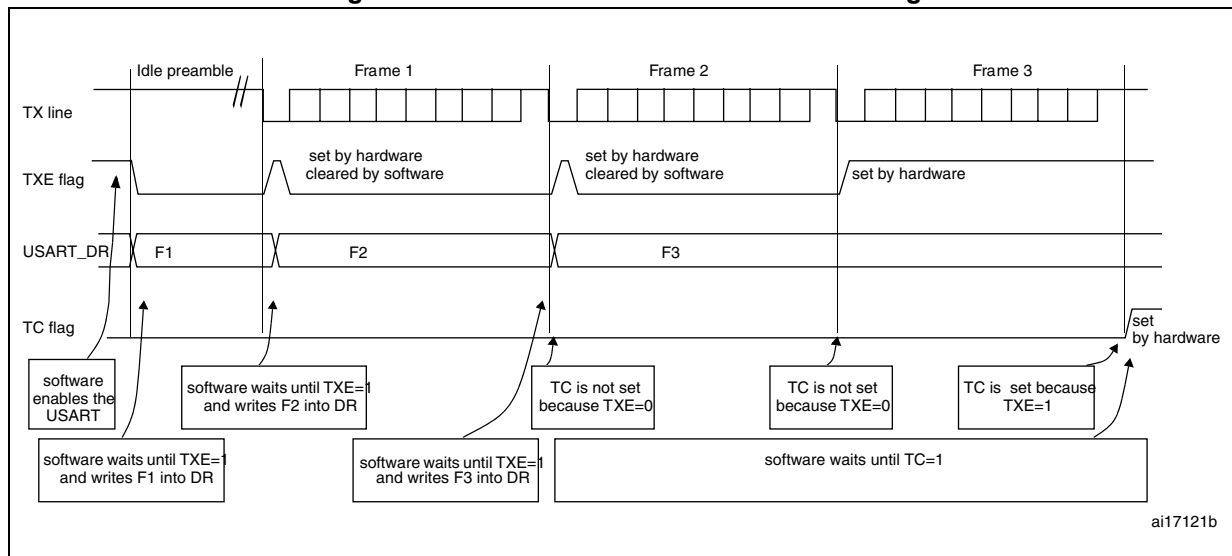 Idle preamble
Frame 1
Frame 2
Frame 3
TX line
TXE flag
set by hardware
cleared by software
set by hardware
cleared by software
set by hardware
USART_DR
F1
F2
F3
TC flag
set
by hardware
software
enables the
USART
software waits until TXE=1
and writes F2 into DR
TC is not set
because TXE=0
TC is not set
because TXE=0
TC is set because
TXE=1
software waits until TXE=1
and writes F1 into DR
software waits until TXE=1
and writes F3 into DR
software waits until TC=1
ai17121b